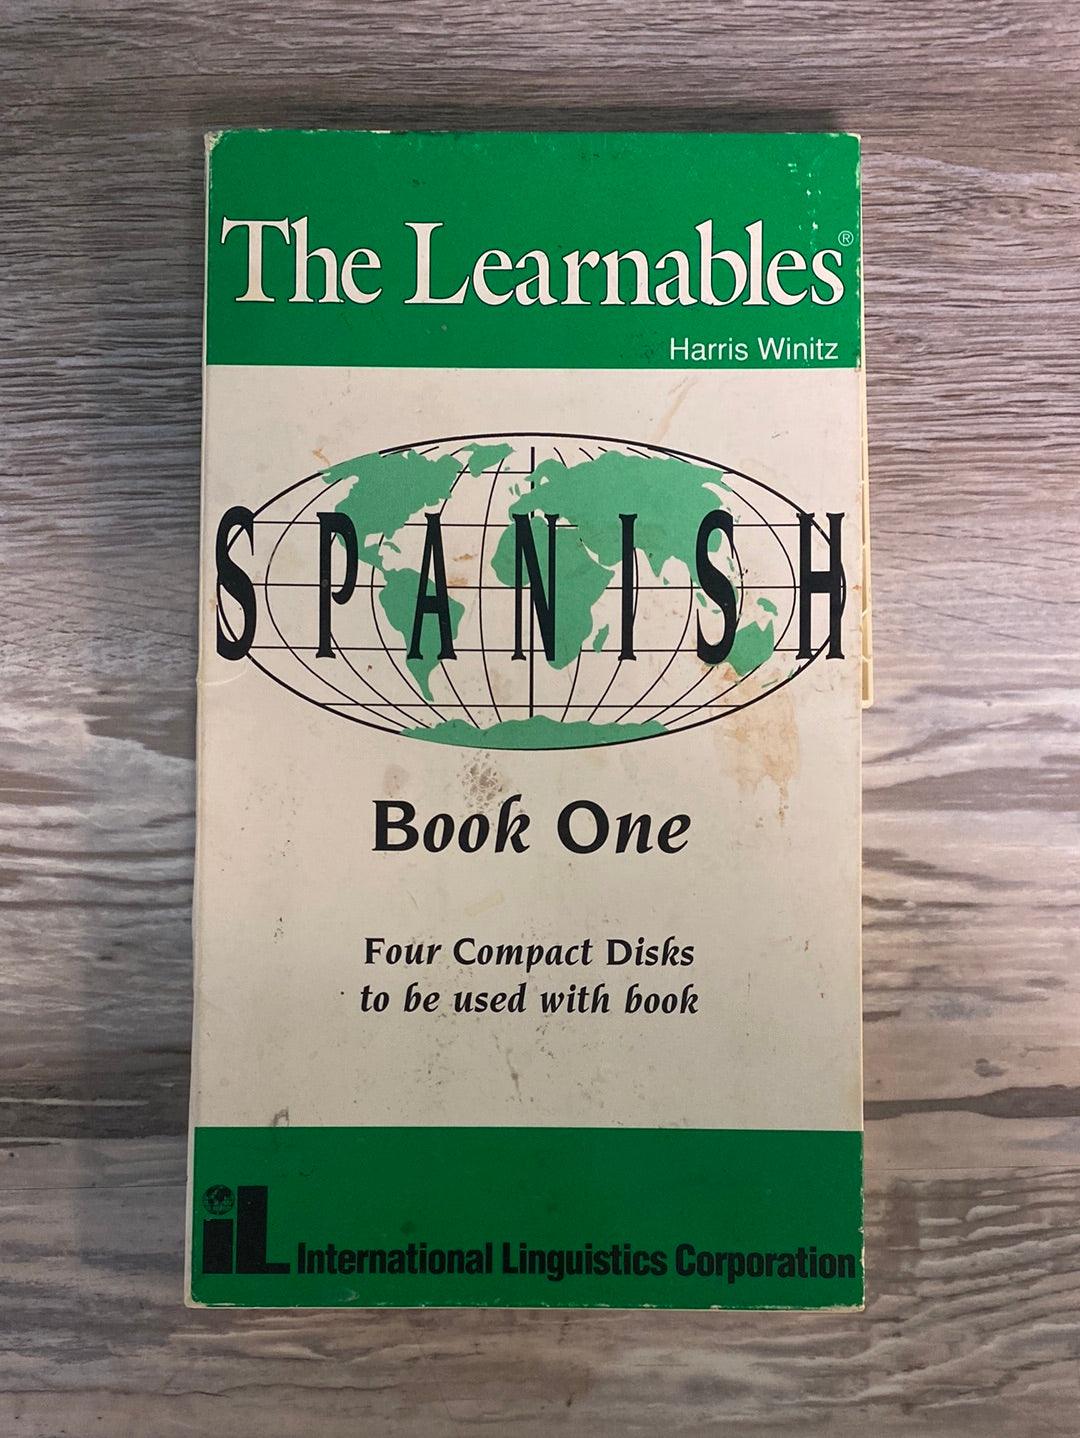 The Learnables®
Harris Winitz
SPANISH
Book One
Four Compact Disks
to be used with book
iL International Linguistics Corporation